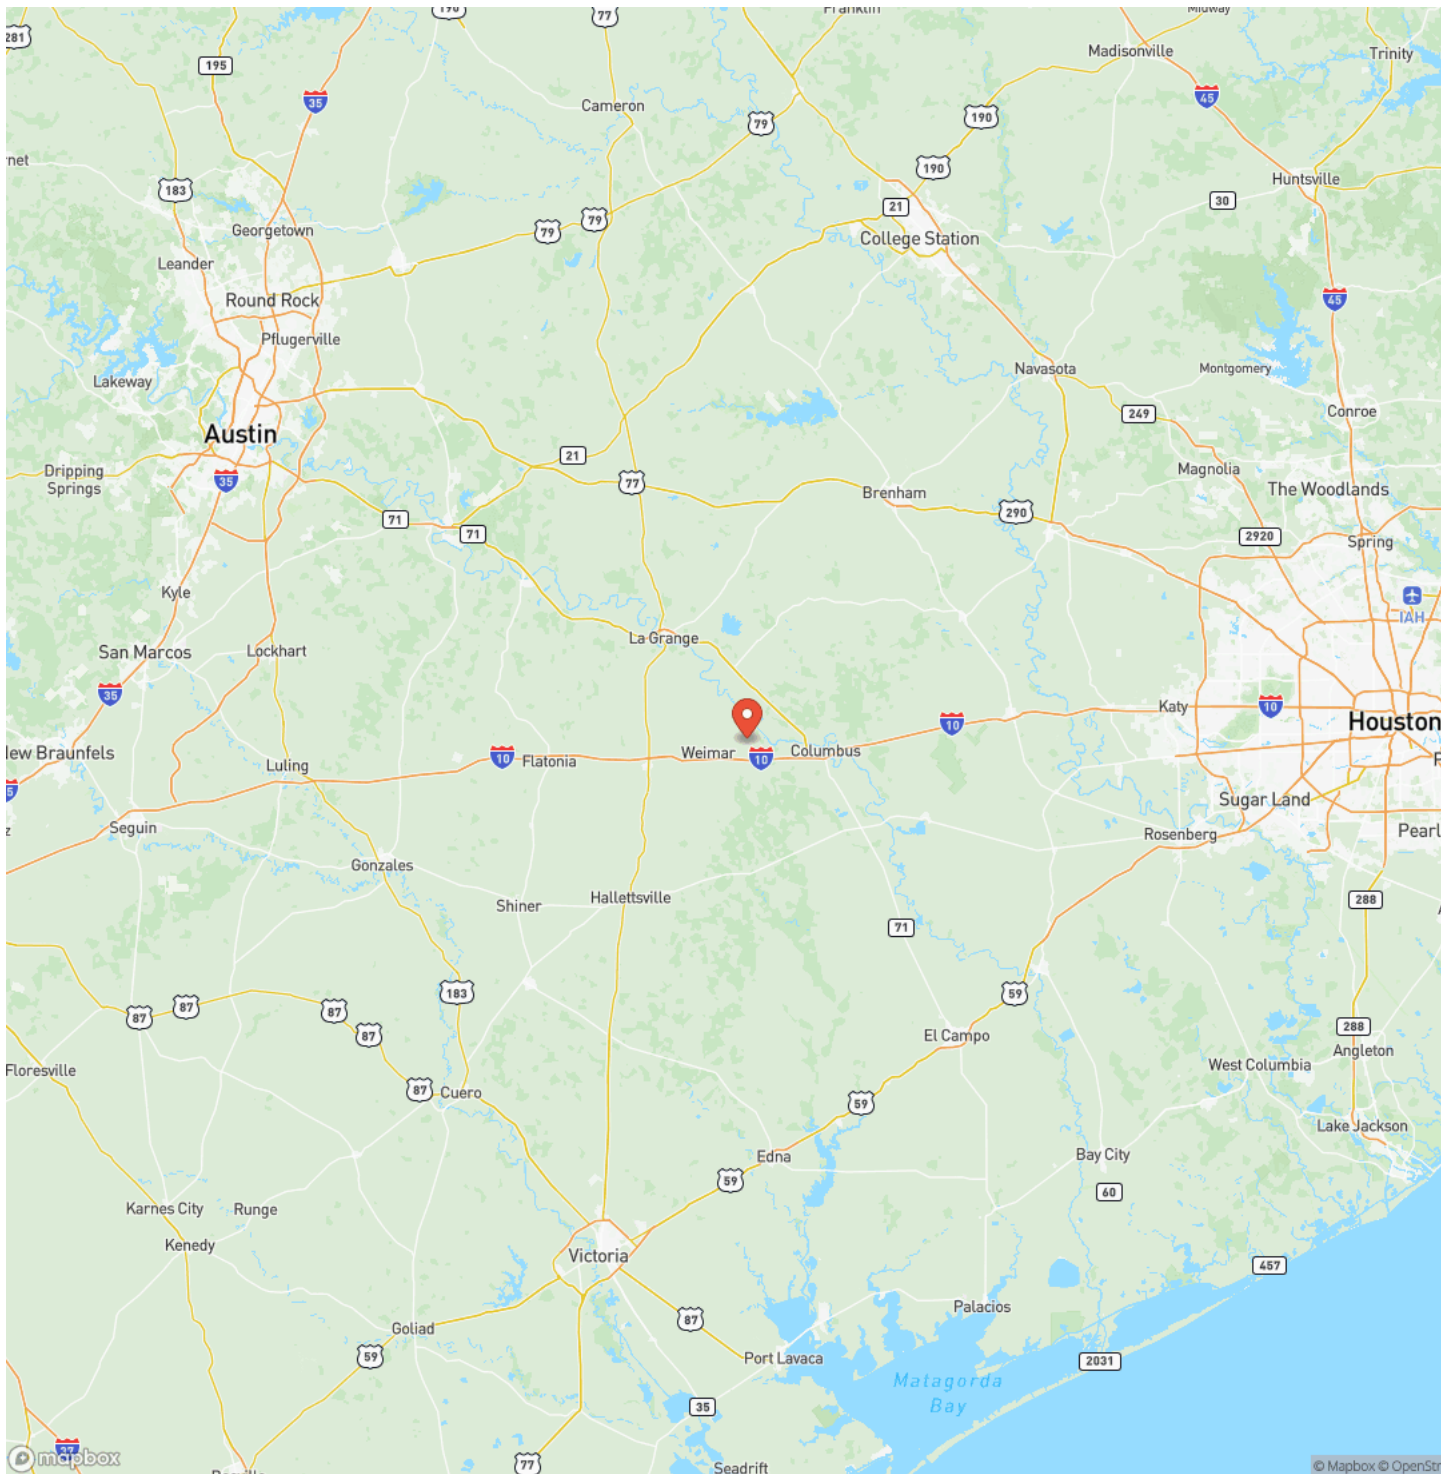 190
77
Franklin
Midway
281
195
Madisonville
Trinity
35
Cameron
79
190
45
190
183
21
30
Huntsville
79
79
College Station
Georgetown
Leander
Round Rock
45
Pflugerville
Navasota
Montgomery
Lakeway
249
Conroe
Austin
21
Magnolia
Dripping
Springs
35
77
Brenham
The Woodlands
71
290
71
2920
Spring
Kyle
IAH
La Grange
San Marcos
Lockhart
35
Katy
10
10
Houston
Weimar
10
Columbus
10
Flatonia
New Braunfels
Luling
Sugar Land
Seguin
Rosenberg
Pearl
Gonzales
Hallettsville
Shiner
288
71
183
59
87
87
87
87
288
El Campo
Angleton
Floresville
West Columbia
87
Cuero
59
Lake Jackson
Edna
Bay City
59
60
Karnes City
Runge
Kenedy
Victoria
457
Palacios
87
Goliad
59
Port Lavaca
2031
Matagorda
Bay
35
37
mapbox
77
Seadrift
© Mapbox © OpenStr